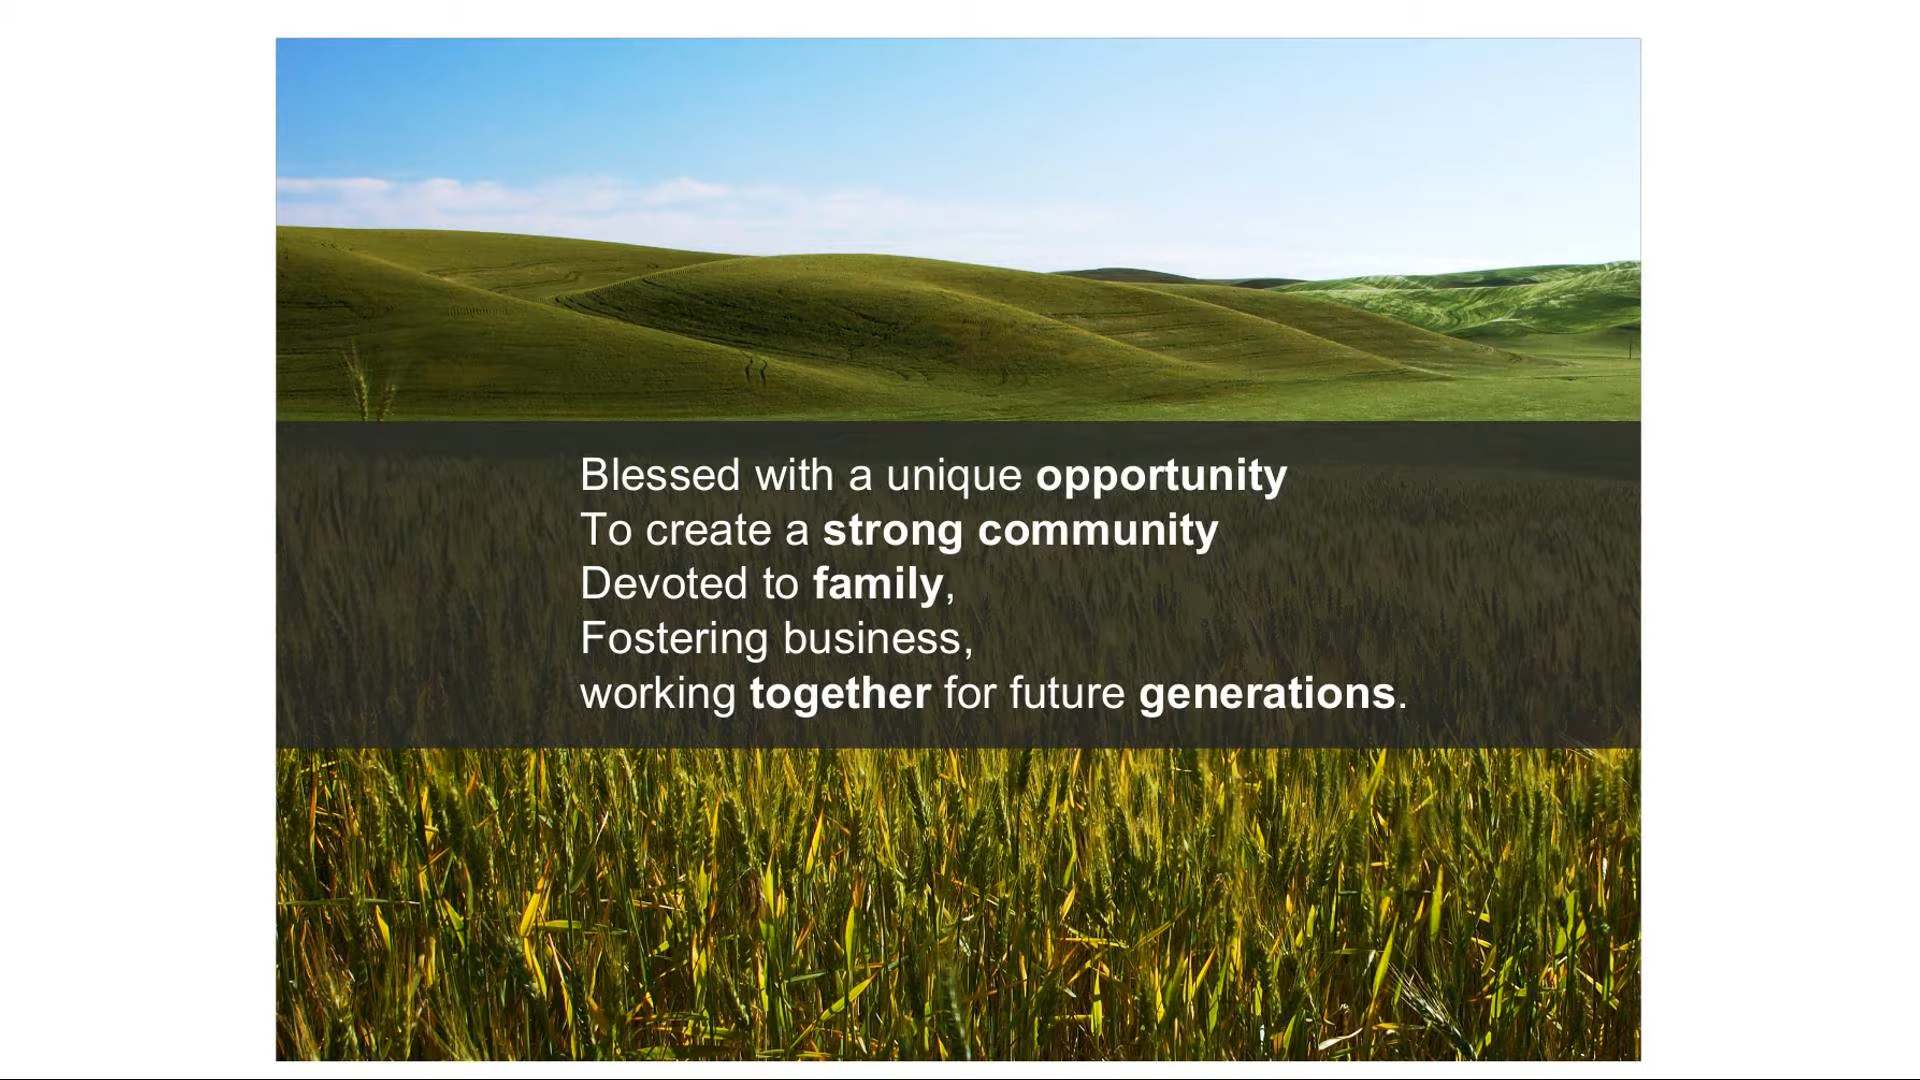 Blessed with a unique opportunity
To create a strong community
Devoted to family,
Fostering business,
working together for future generations.